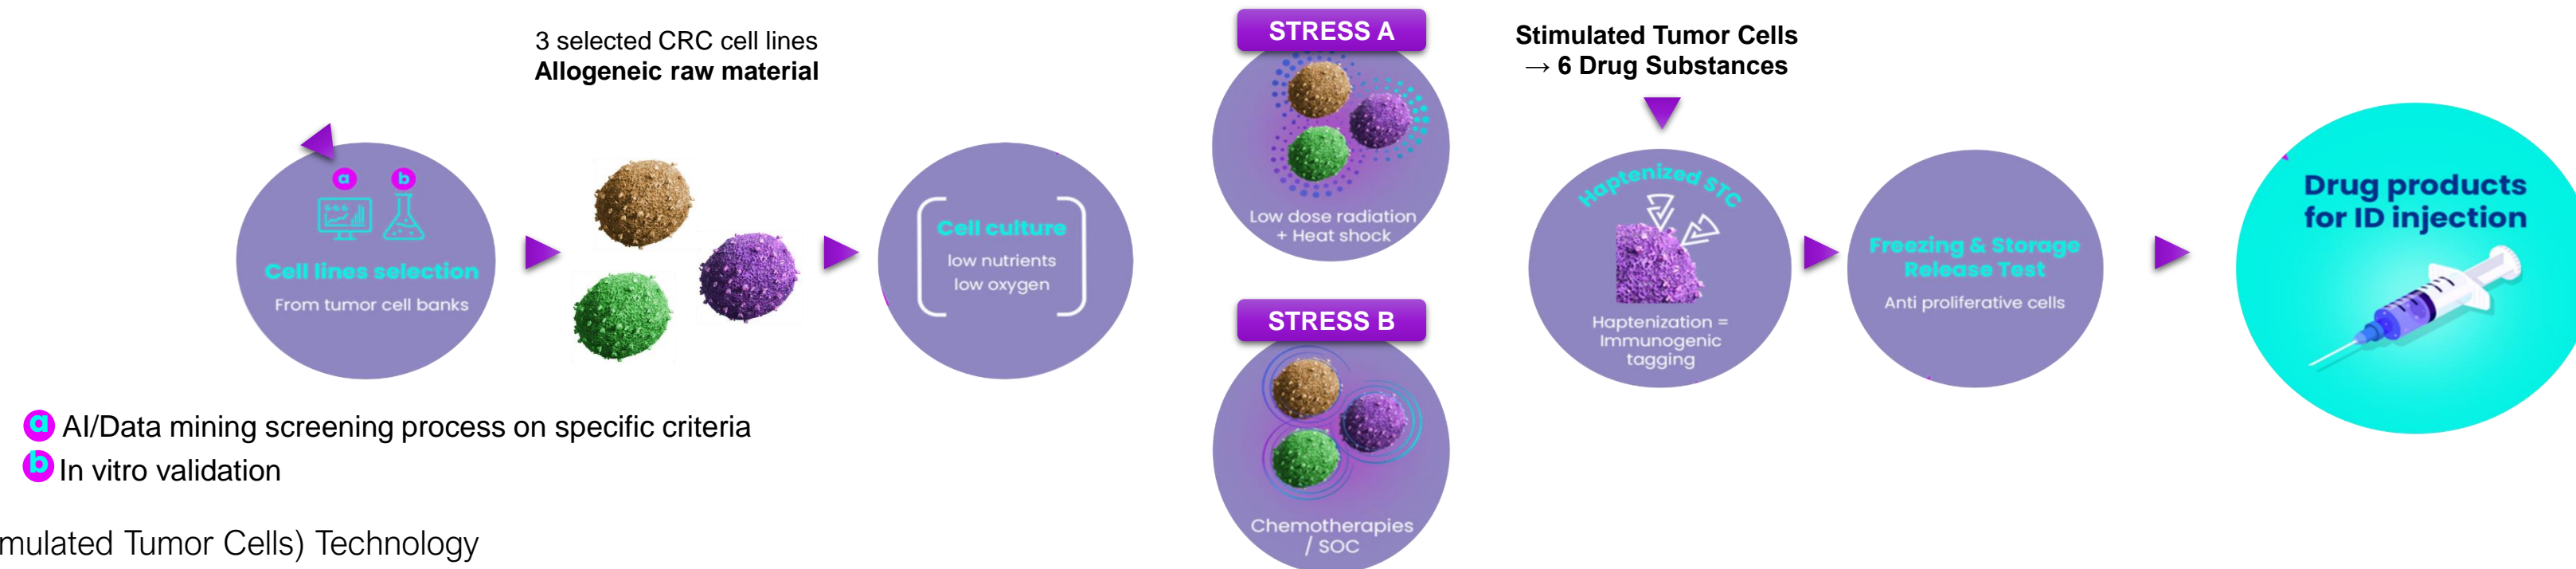 3 selected CRC cell lines
Allogeneic raw material
a
b
Cell lines selection
From tumor cell banks
Cell culture
low nutrients
low oxygen
STRESS A
Low dose radiation
+ Heat shock
STRESS B
Chemotherapies
/ SOC
Stimulated Tumor Cells
→ 6 Drug Substances
Haptenized STC
Haptenization =
Immunogenic
tagging
Freezing & Storage
Release Test
Anti proliferative cells
Drug products
for ID injection
a AI/Data mining screening process on specific criteria
b In vitro validation
mulated Tumor Cells) Technology